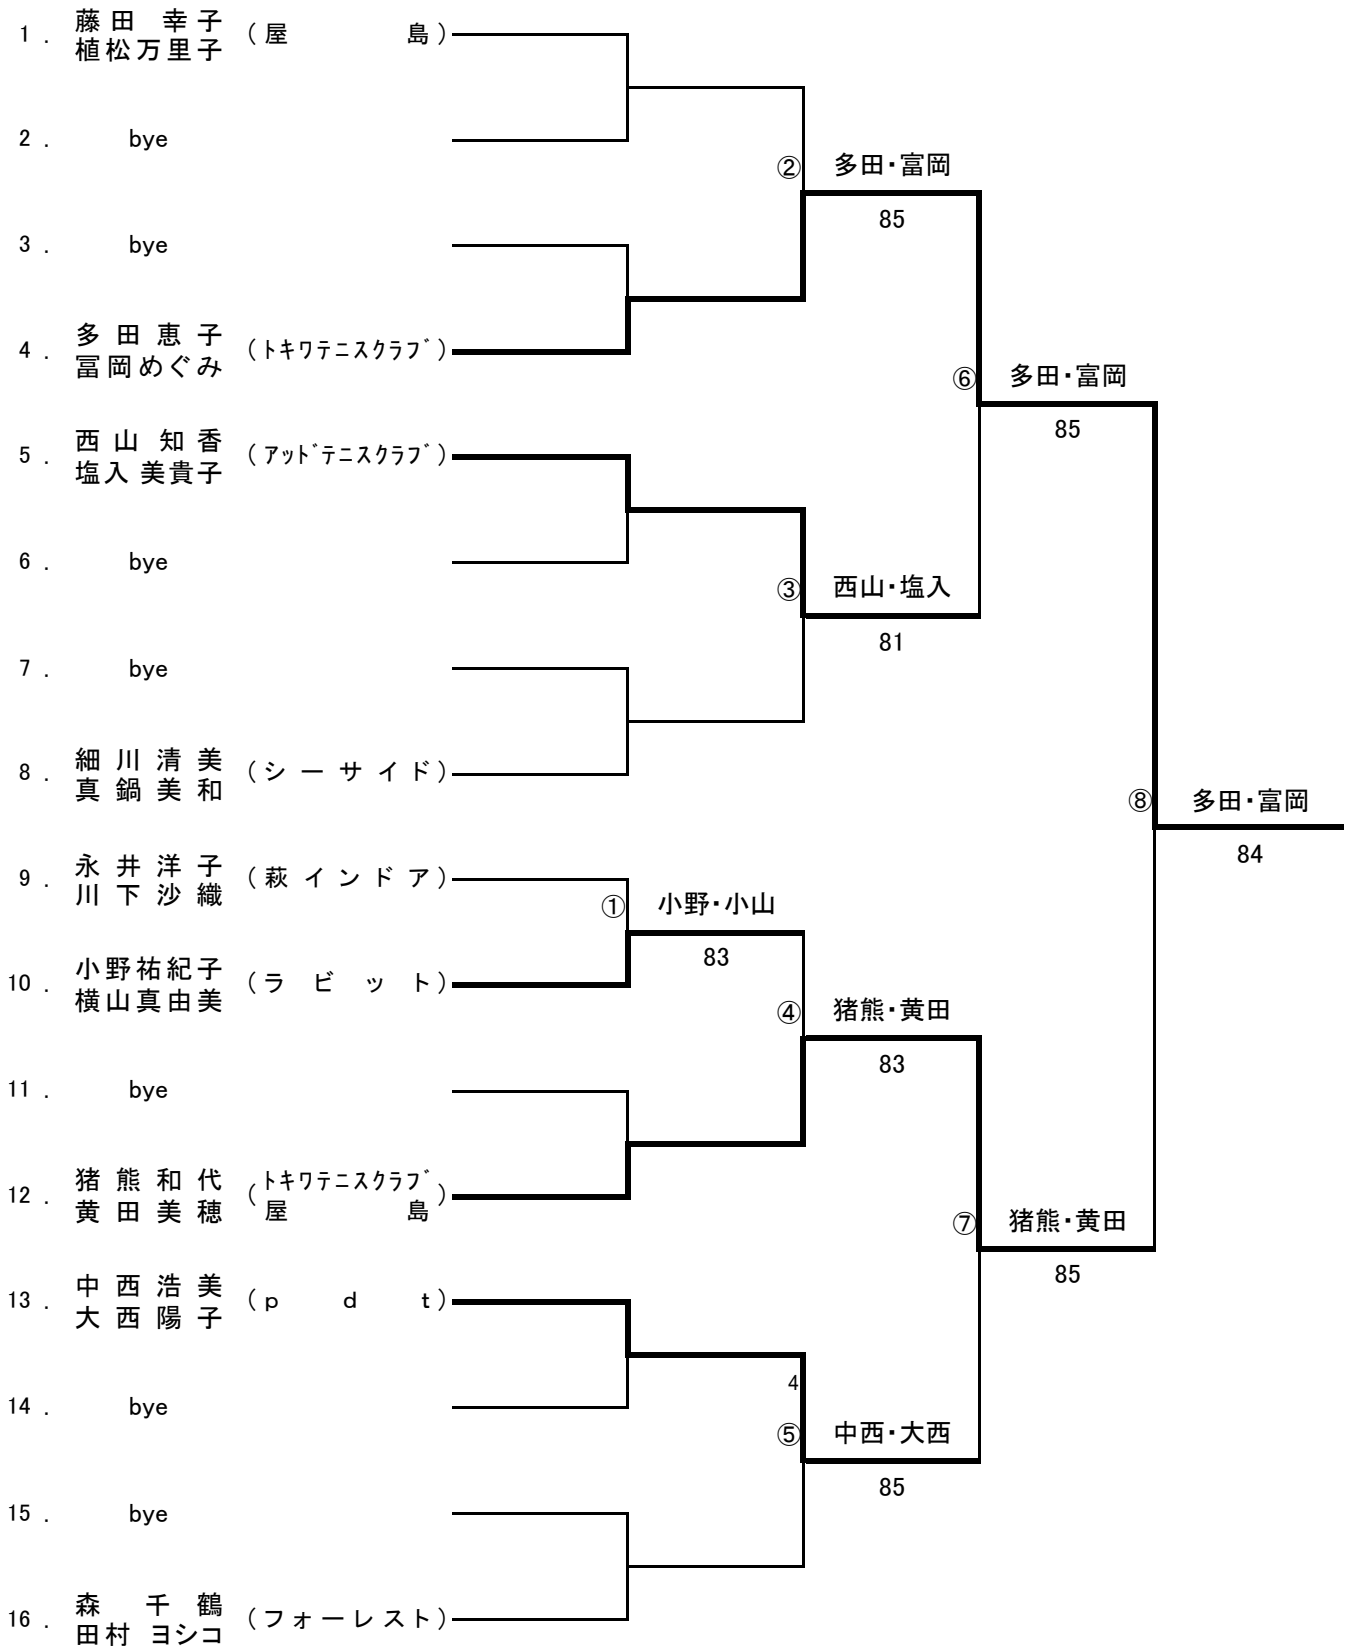 1 . 藤田 幸子 (屋 島)
植松万里子
2 . bye
② 多田・富岡
85
3 . bye
4 . 多田恵子 (ﾄｷﾜﾃﾆｽｸﾗﾌﾞ)
冨岡めぐみ
⑥ 多田・富岡
85
5 . 西山 知香 (ｱｯﾄﾞﾃﾆｽｸﾗﾌﾞ)
塩入 美貴子
6 . bye
③ 西山・塩入
81
7 . bye
8 . 細川清美 (シーサイド)
真鍋美和
⑧ 多田・富岡
84
9 . 永井洋子 (萩インドア)
川下沙織
① 小野・小山
83
10 . 小野祐紀子 (ラビット)
横山真由美
④ 猪熊・黄田
83
11 . bye
12 . 猪熊和代 (ﾄｷﾜﾃﾆｽｸﾗﾌﾞ
黄田美穂 屋 島)
⑦ 猪熊・黄田
85
13 . 中西浩美 (ｐ ｄ ｔ)
大西陽子
14 . bye
4
⑤ 中西・大西
85
15 . bye
16 . 森 千鶴 (フォーレスト)
田村 ヨシコ